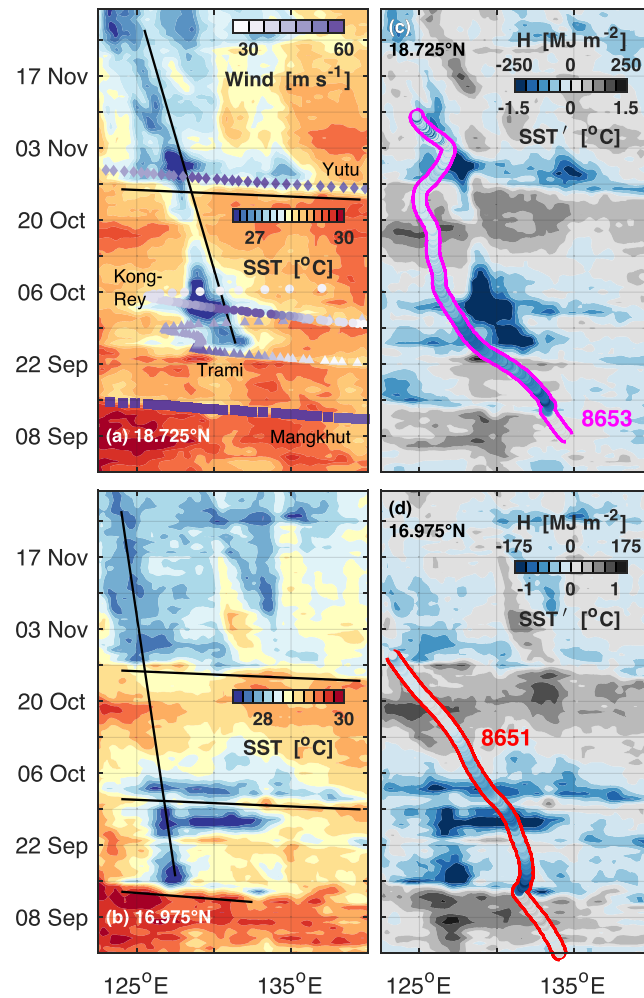 30 60
Wind [m s⁻¹]
17 Nov
03 Nov
Yutu
20 Oct
27 30
SST [°C]
Kong-
Rey
06 Oct
Trami
22 Sep
08 Sep
(a) 18.725°N
Mangkhut
(c)
18.725°N
H [MJ m⁻²]
-250 0 250
-1.5 1.5
SST′ [°C]
8653
17 Nov
03 Nov
20 Oct
28 30
SST [°C]
06 Oct
22 Sep
08 Sep
(b) 16.975°N
125°E 135°E
(d)
16.975°N
H [MJ m⁻²]
-175 0 175
-1 1
SST′ [°C]
8651
125°E 135°E